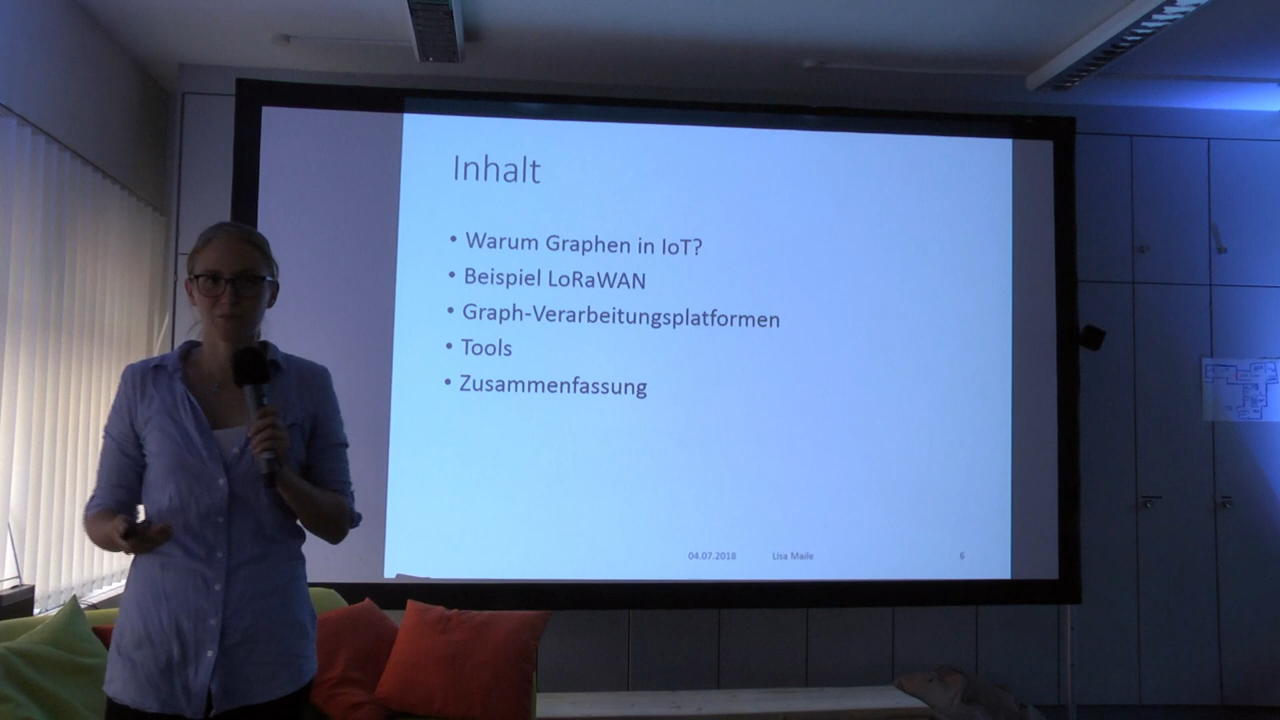 Inhalt
• Warum Graphen in IoT?
• Beispiel LoRaWAN
• Graph-Verarbeitungsplatformen
• Tools
• Zusammenfassung
04.07.2018 Lisa Maile 6